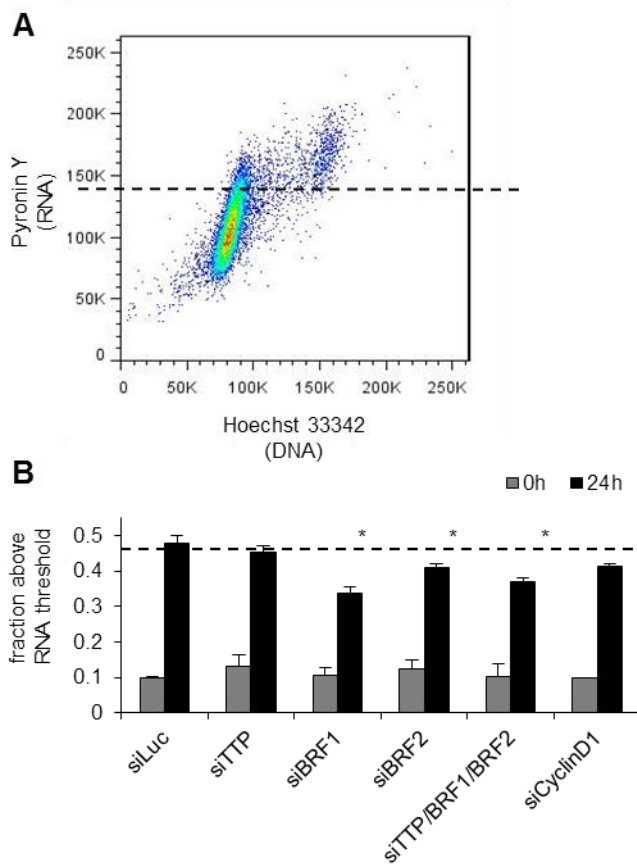 A
250K
200K
150K
100K
50K
0
Pyronin Y
(RNA)
0
50K
100K
150K
200K
250K
Hoechst 33342
(DNA)
B
0h
24h
fraction above
RNA threshold
0.5
0.4
0.3
0.2
0.1
0
*
*
*
siLuc
siTTP
siBRF1
siBRF2
siTTP/BRF1/BRF2
siCyclinD1